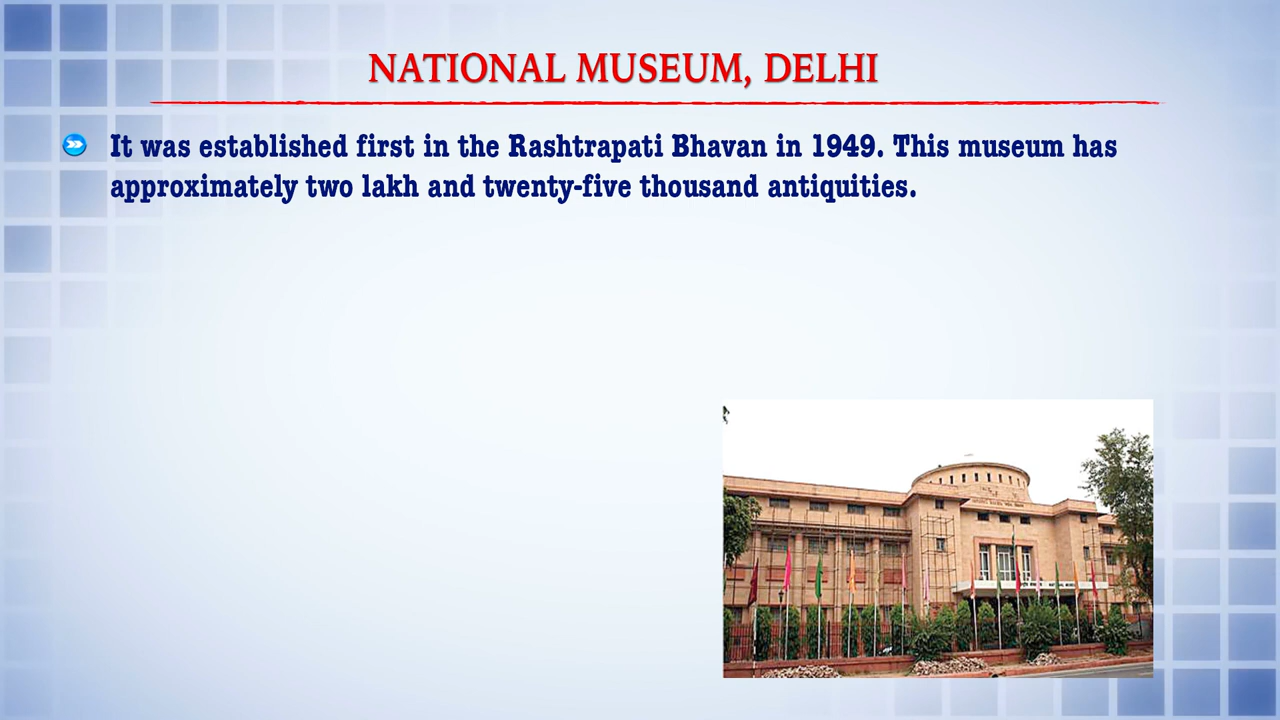 NATIONAL MUSEUM, DELHI
It was established first in the Rashtrapati Bhavan in 1949. This museum has
approximately two lakh and twenty-five thousand antiquities.